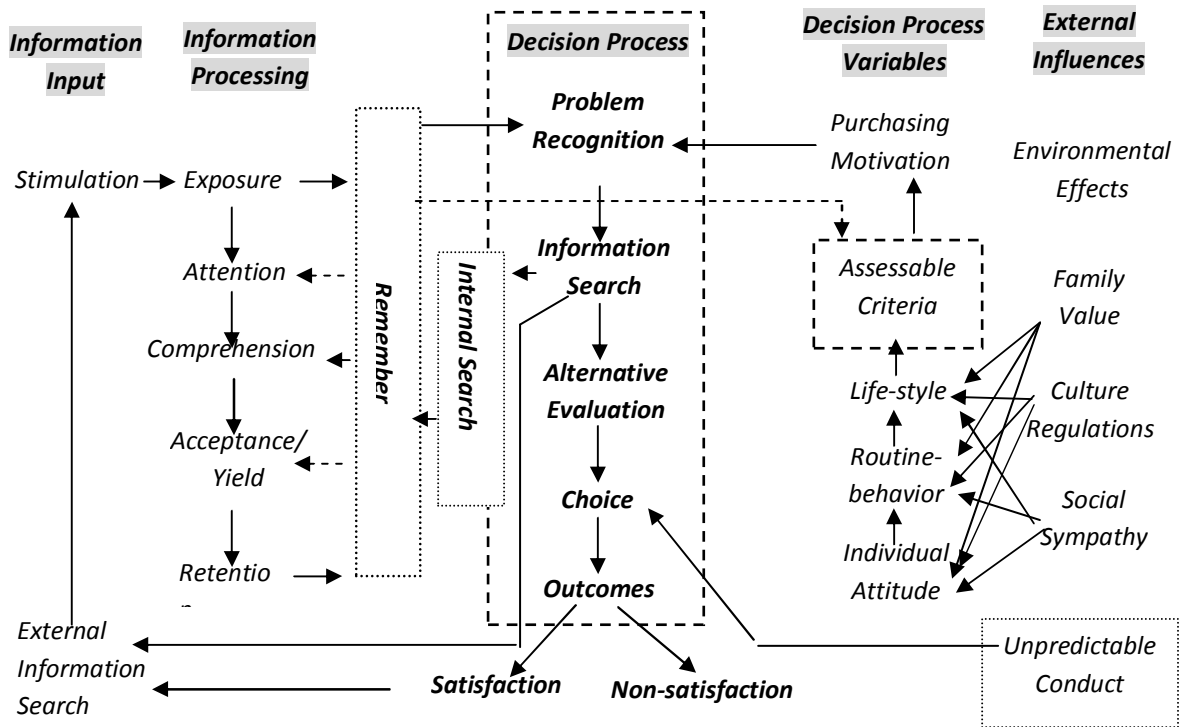 Information
Input
Information
Processing
Decision Process
Decision Process
Variables
External
Influences
Stimulation
Exposure
Attention
Comprehension
Acceptance/
Yield
Retentio
Remember
Internal Search
Problem
Recognition
Information
Search
Alternative
Evaluation
Choice
Outcomes
Satisfaction
Non-satisfaction
Purchasing
Motivation
Assessable
Criteria
Life-style
Routine-
behavior
Individual
Attitude
Environmental
Effects
Family
Value
Culture
Regulations
Social
Sympathy
Unpredictable
Conduct
External
Information
Search